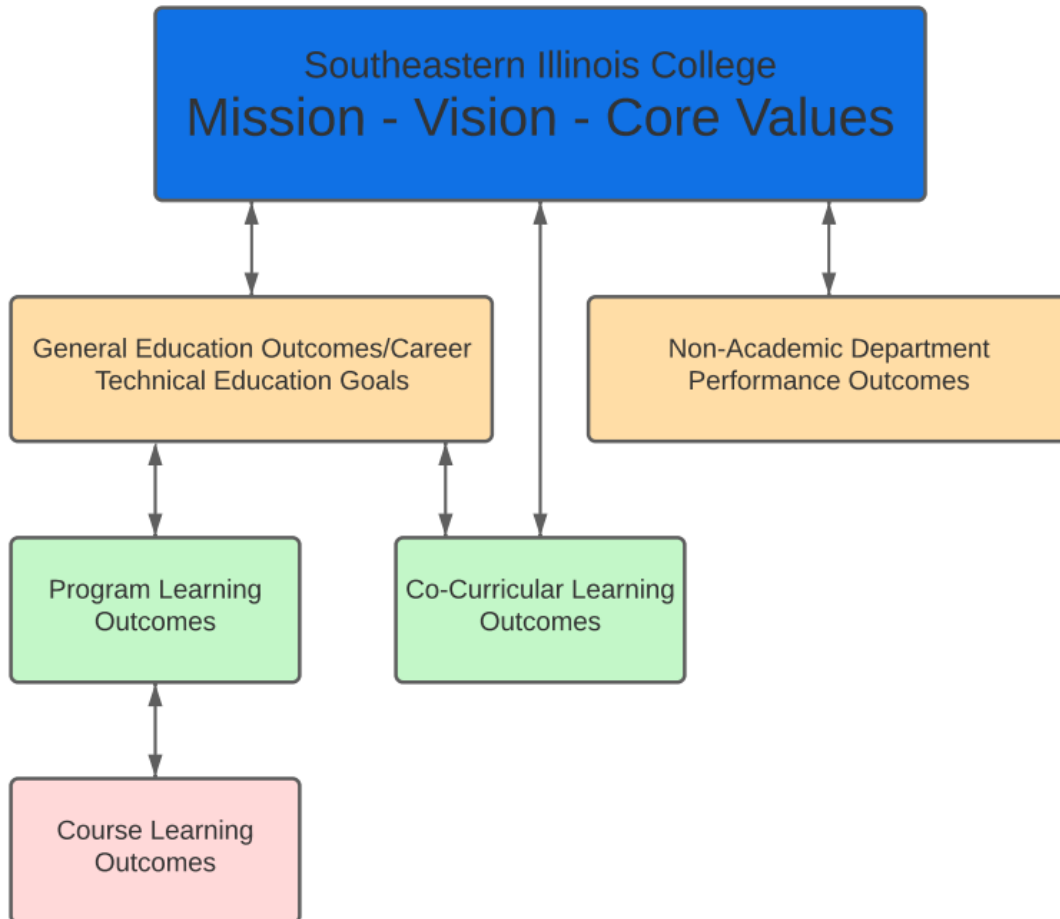 Southeastern Illinois College
Mission - Vision - Core Values
General Education Outcomes/Career
Technical Education Goals
Non-Academic Department
Performance Outcomes
Program Learning
Outcomes
Co-Curricular Learning
Outcomes
Course Learning
Outcomes